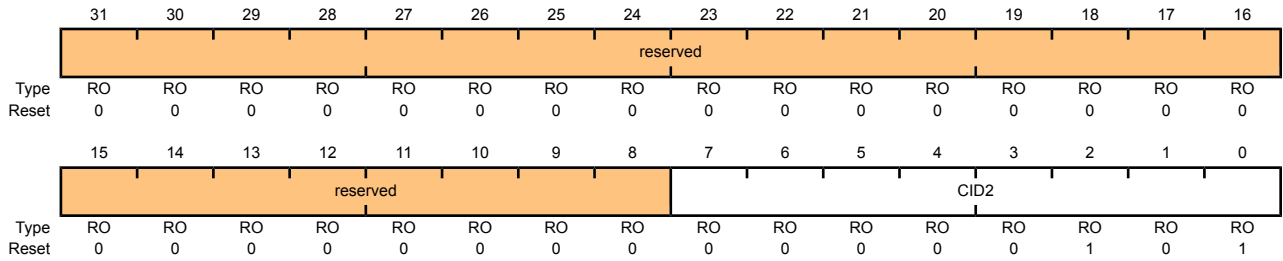 31 30 29 28 27 26 25 24 23 22 21 20 19 18 17 16
reserved
Type RO RO RO RO RO RO RO RO RO RO RO RO RO RO RO RO
Reset 0 0 0 0 0 0 0 0 0 0 0 0 0 0 0 0
15 14 13 12 11 10 9 8 7 6 5 4 3 2 1 0
reserved CID2
Type RO RO RO RO RO RO RO RO RO RO RO RO RO RO RO RO
Reset 0 0 0 0 0 0 0 0 0 0 0 0 0 1 0 1